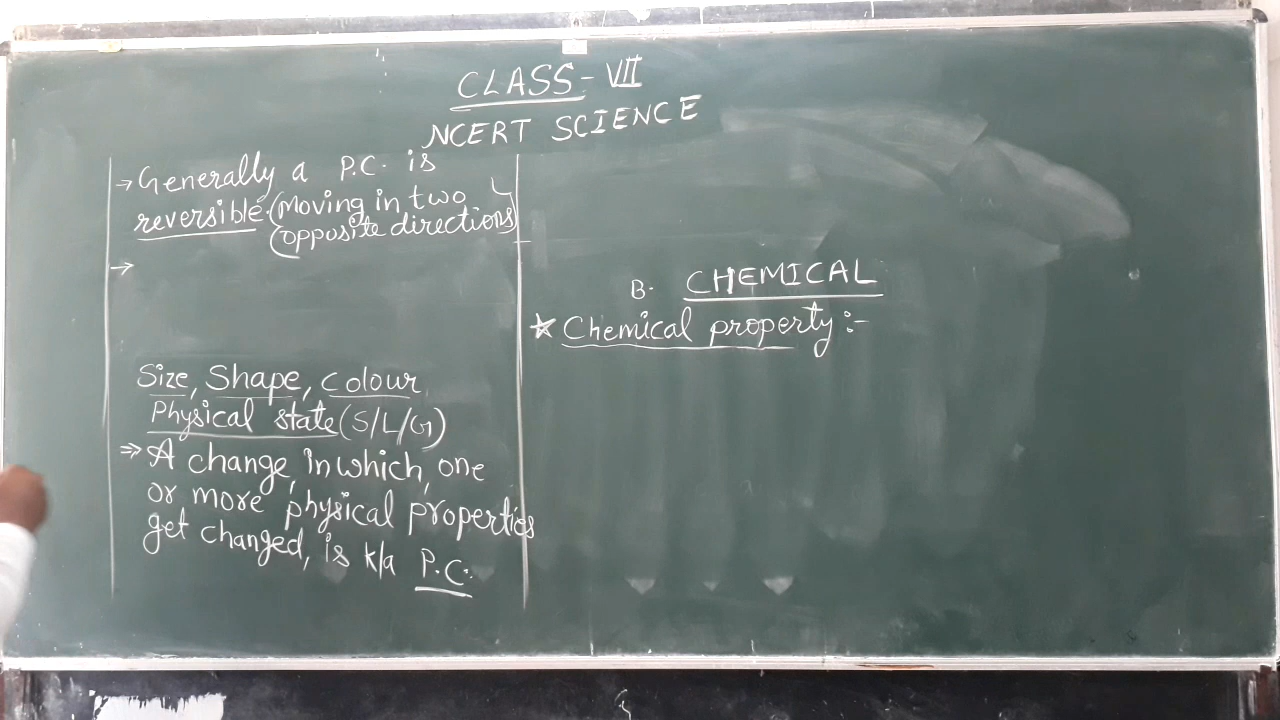 CLASS - VII
NCERT SCIENCE
→ Generally a P.C. is
reversible. (Moving in two
opposite directions)
→
Size, Shape, Colour
Physical state (S/L/G)
⇒ A change, in which, one
or more physical properties
get changed, is k/a P.C.
B. CHEMICAL
★ Chemical property :-